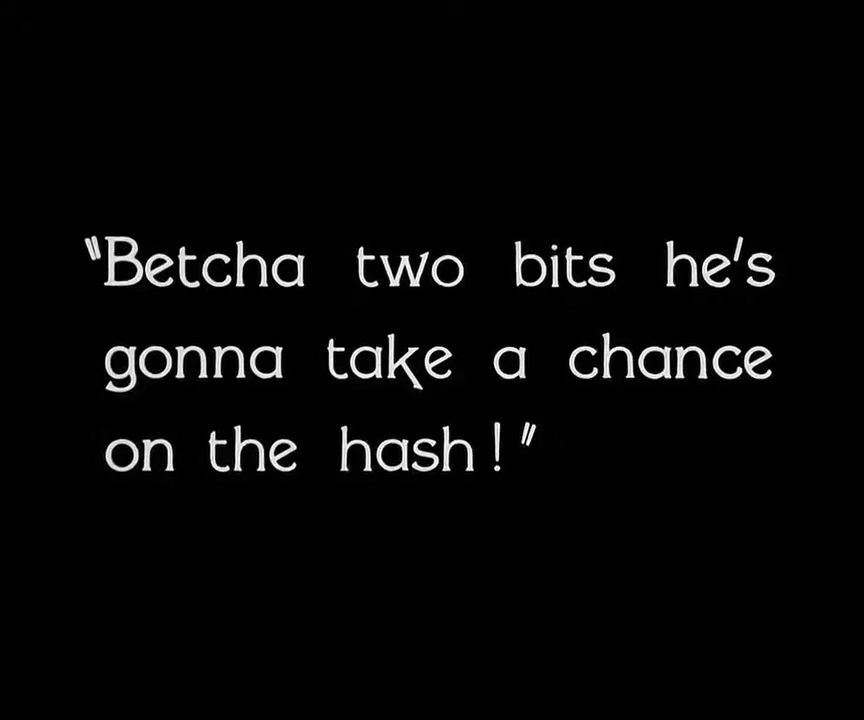 "Betcha two bits he's
gonna take a chance
on the hash!"